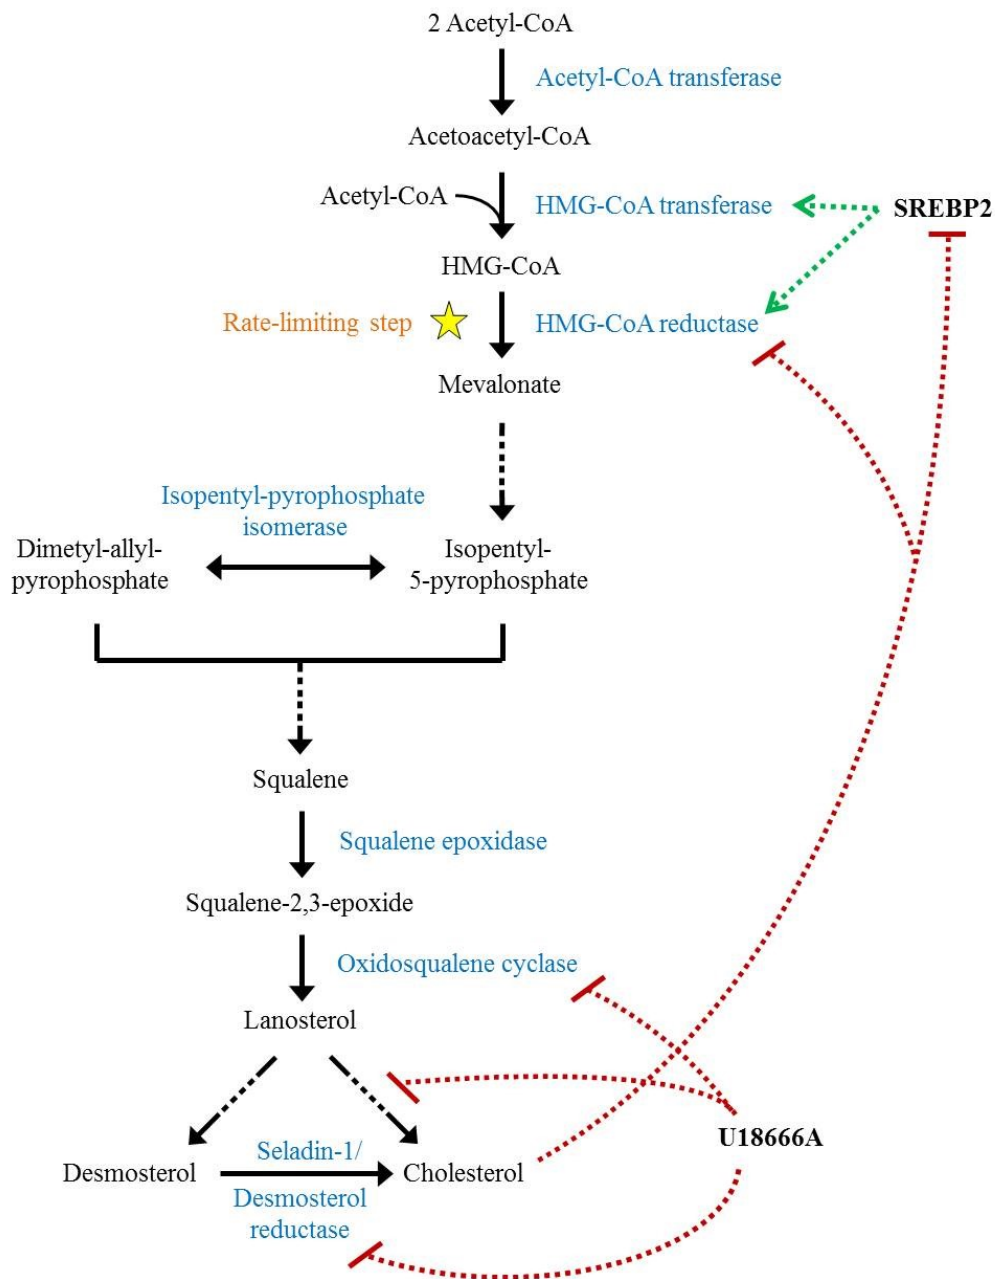 2 Acetyl-CoA
Acetyl-CoA transferase
Acetoacetyl-CoA
Acetyl-CoA
HMG-CoA transferase
SREBP2
HMG-CoA
Rate-limiting step
HMG-CoA reductase
Mevalonate
Isopentyl-pyrophosphate
isomerase
Dimetyl-allyl-
pyrophosphate
Isopentyl-
5-pyrophosphate
Squalene
Squalene epoxidase
Squalene-2,3-epoxide
Oxidosqualene cyclase
Lanosterol
U18666A
Desmosterol
Seladin-1/
Desmosterol
reductase
Cholesterol